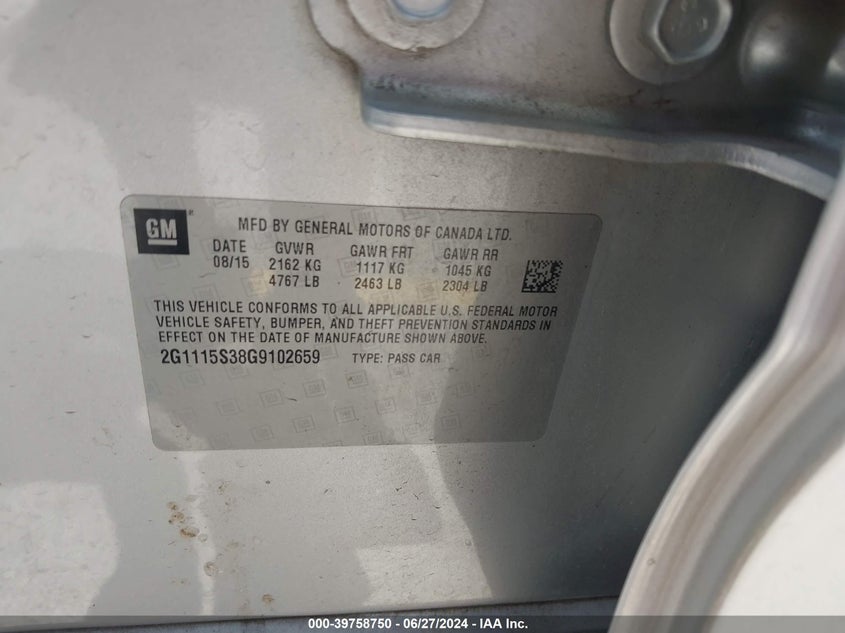 GM
MFD BY GENERAL MOTORS OF CANADA LTD.
DATE GVWR GAWR FRT GAWR RR
08/15 2162 KG 1117 KG 1045 KG
4767 LB 2463 LB 2304 LB
THIS VEHICLE CONFORMS TO ALL APPLICABLE U.S. FEDERAL MOTOR
VEHICLE SAFETY, BUMPER, AND THEFT PREVENTION STANDARDS IN
EFFECT ON THE DATE OF MANUFACTURE SHOWN ABOVE.
2G1115S38G9102659 TYPE: PASS CAR
000-39758750 - 06/27/2024 - IAA Inc.